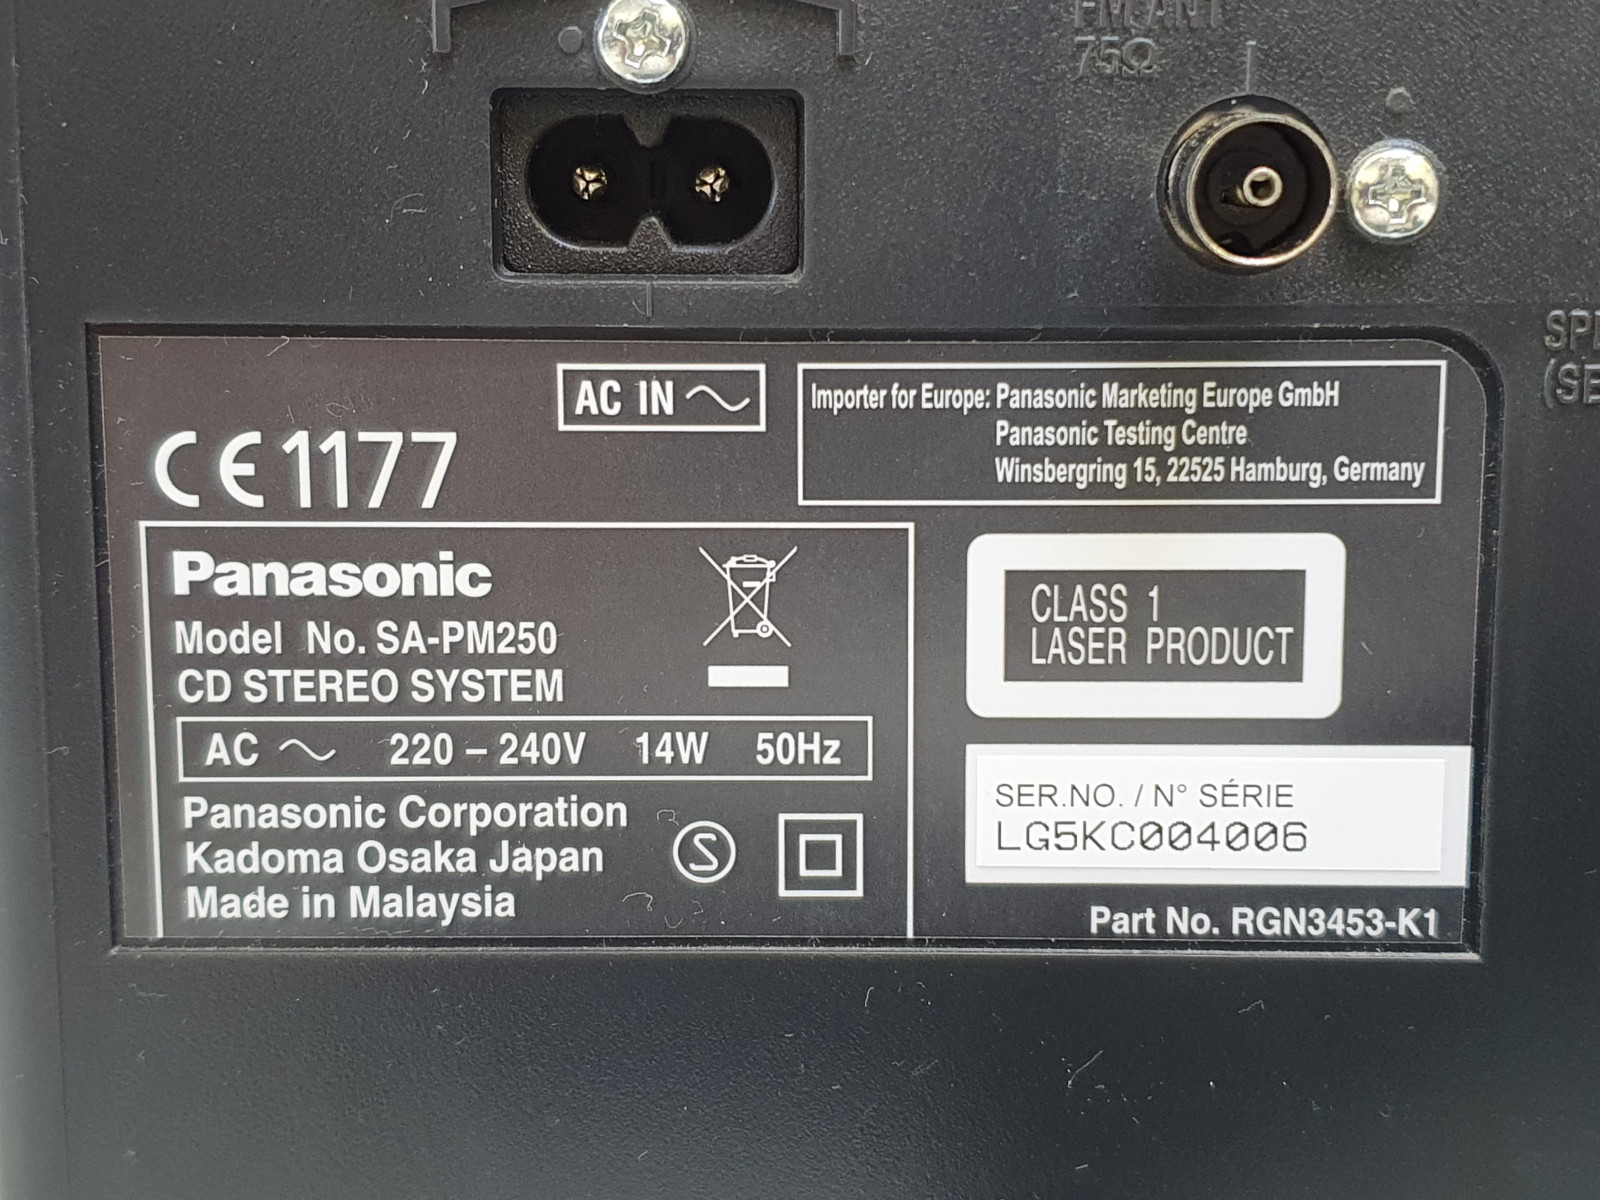 FM ANT
75Ω
AC IN
Importer for Europe: Panasonic Marketing Europe GmbH
Panasonic Testing Centre
Winsbergring 15, 22525 Hamburg, Germany
CE1177
Panasonic
Model No. SA-PM250
CD STEREO SYSTEM
AC 220 – 240V 14W 50Hz
Panasonic Corporation
Kadoma Osaka Japan
Made in Malaysia
S
CLASS 1
LASER PRODUCT
SER.NO. / N° SÉRIE
LG5KC004006
Part No. RGN3453-K1